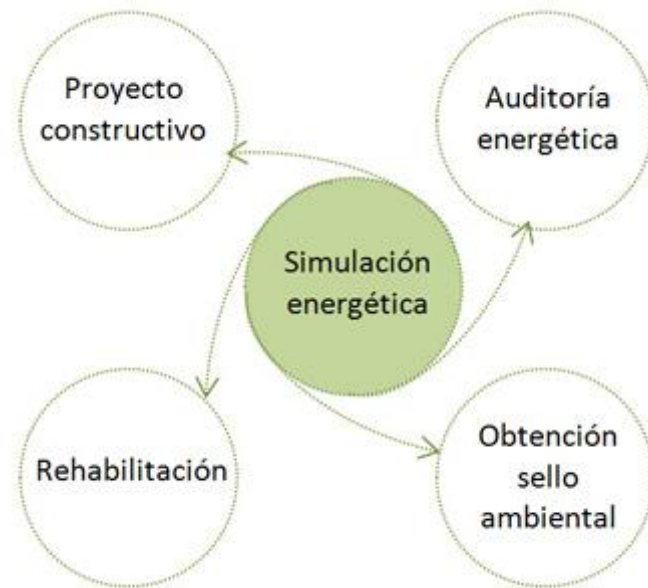 Proyecto
constructivo
Auditoría
energética
Simulación
energética
Rehabilitación
Obtención
sello
ambiental